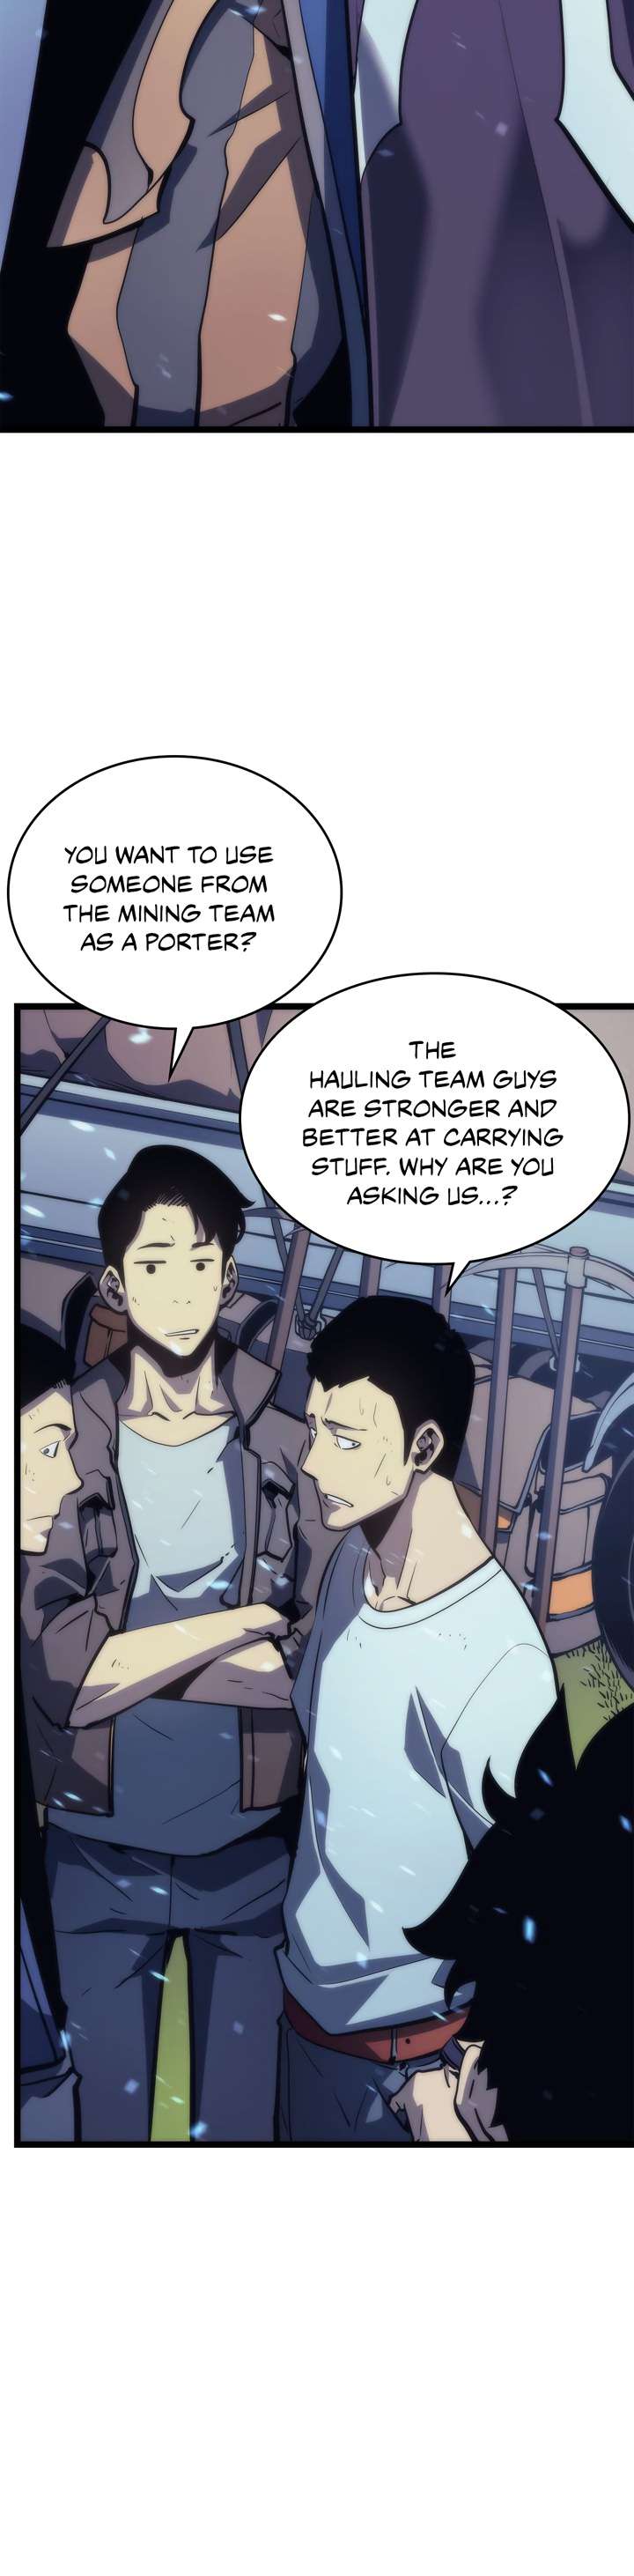 YOU WANT TO USE
SOMEONE FROM
THE MINING TEAM
AS A PORTER?
THE
HAULING TEAM GUYS
ARE STRONGER AND
BETTER AT CARRYING
STUFF. WHY ARE YOU
ASKING US...?